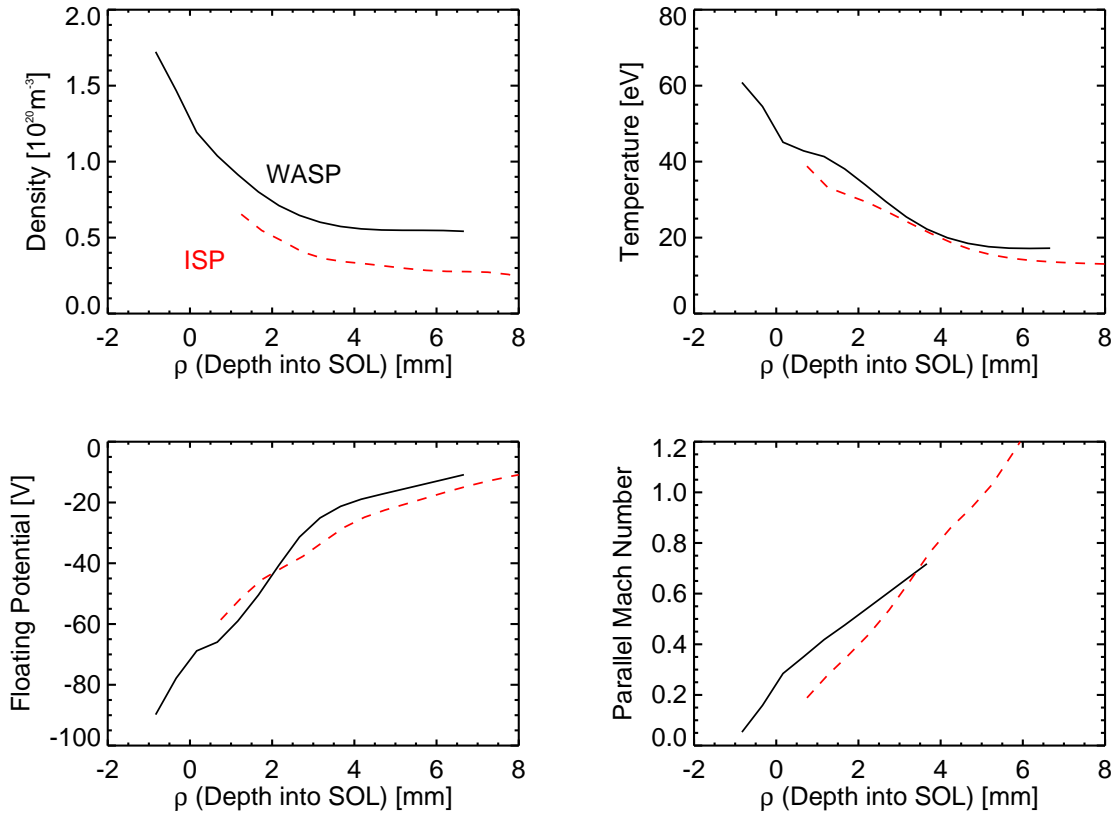 2.0
1.5
1.0
0.5
0.0
Density [10²⁰m⁻³]
WASP
ISP
-2 0 2 4 6 8
ρ (Depth into SOL) [mm]
80
60
40
20
0
Temperature [eV]
-2 0 2 4 6 8
ρ (Depth into SOL) [mm]
0
-20
-40
-60
-80
-100
Floating Potential [V]
-2 0 2 4 6 8
ρ (Depth into SOL) [mm]
1.2
1.0
0.8
0.6
0.4
0.2
0.0
Parallel Mach Number
-2 0 2 4 6 8
ρ (Depth into SOL) [mm]